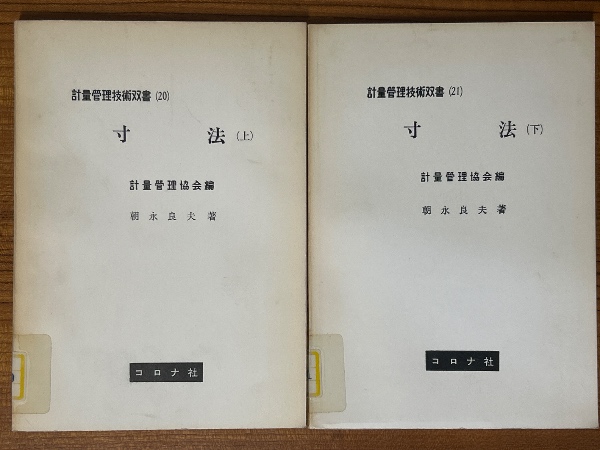 計量管理技術双書 (20)
寸法 (上)
計量管理協会編
朝永良夫著
コロナ社
計量管理技術双書 (21)
寸法 (下)
計量管理協会編
朝永良夫著
コロナ社